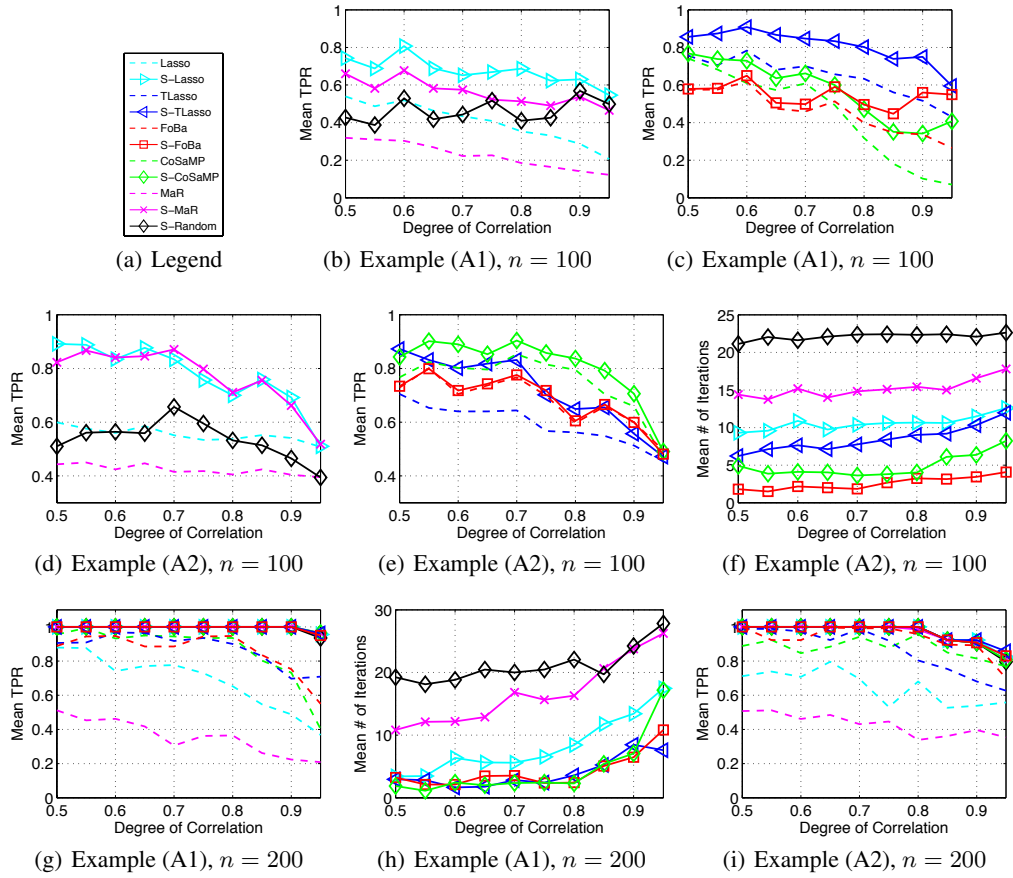 Lasso
S-Lasso
TLasso
S-TLasso
FoBa
S-FoBa
CoSaMP
S-CoSaMP
MaR
S-MaR
S-Random
(a) Legend
Mean TPR
1
0.8
0.6
0.4
0.2
0
0.5 0.6 0.7 0.8 0.9
Degree of Correlation
(b) Example (A1), n = 100
Mean TPR
1
0.8
0.6
0.4
0.2
0
0.5 0.6 0.7 0.8 0.9
Degree of Correlation
(c) Example (A1), n = 100
Mean TPR
1
0.8
0.6
0.4
0.5 0.6 0.7 0.8 0.9
Degree of Correlation
(d) Example (A2), n = 100
Mean TPR
1
0.8
0.6
0.4
0.5 0.6 0.7 0.8 0.9
Degree of Correlation
(e) Example (A2), n = 100
Mean # of Iterations
25
20
15
10
5
0
0.5 0.6 0.7 0.8 0.9
Degree of Correlation
(f) Example (A2), n = 100
Mean TPR
0.8
0.6
0.4
0.2
0
0.5 0.6 0.7 0.8 0.9
Degree of Correlation
(g) Example (A1), n = 200
Mean # of Iterations
30
20
10
0
0.5 0.6 0.7 0.8 0.9
Degree of Correlation
(h) Example (A1), n = 200
Mean TPR
1
0.8
0.6
0.4
0.2
0
0.5 0.6 0.7 0.8 0.9
Degree of Correlation
(i) Example (A2), n = 200